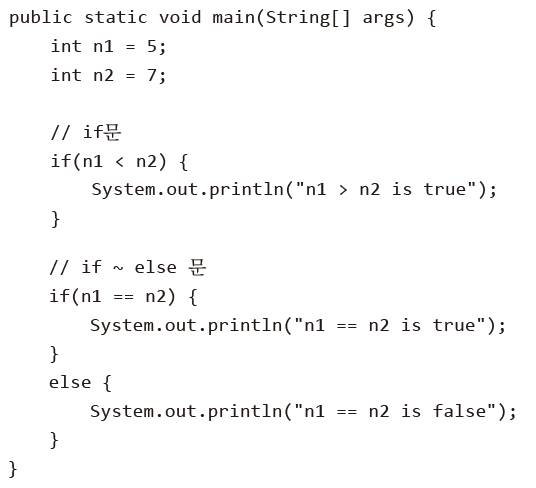 public static void main(String[] args) {
    int n1 = 5;
    int n2 = 7;

    // if문
    if(n1 < n2) {
        System.out.println("n1 > n2 is true");
    }

    // if ~ else 문
    if(n1 == n2) {
        System.out.println("n1 == n2 is true");
    }
    else {
        System.out.println("n1 == n2 is false");
    }
}